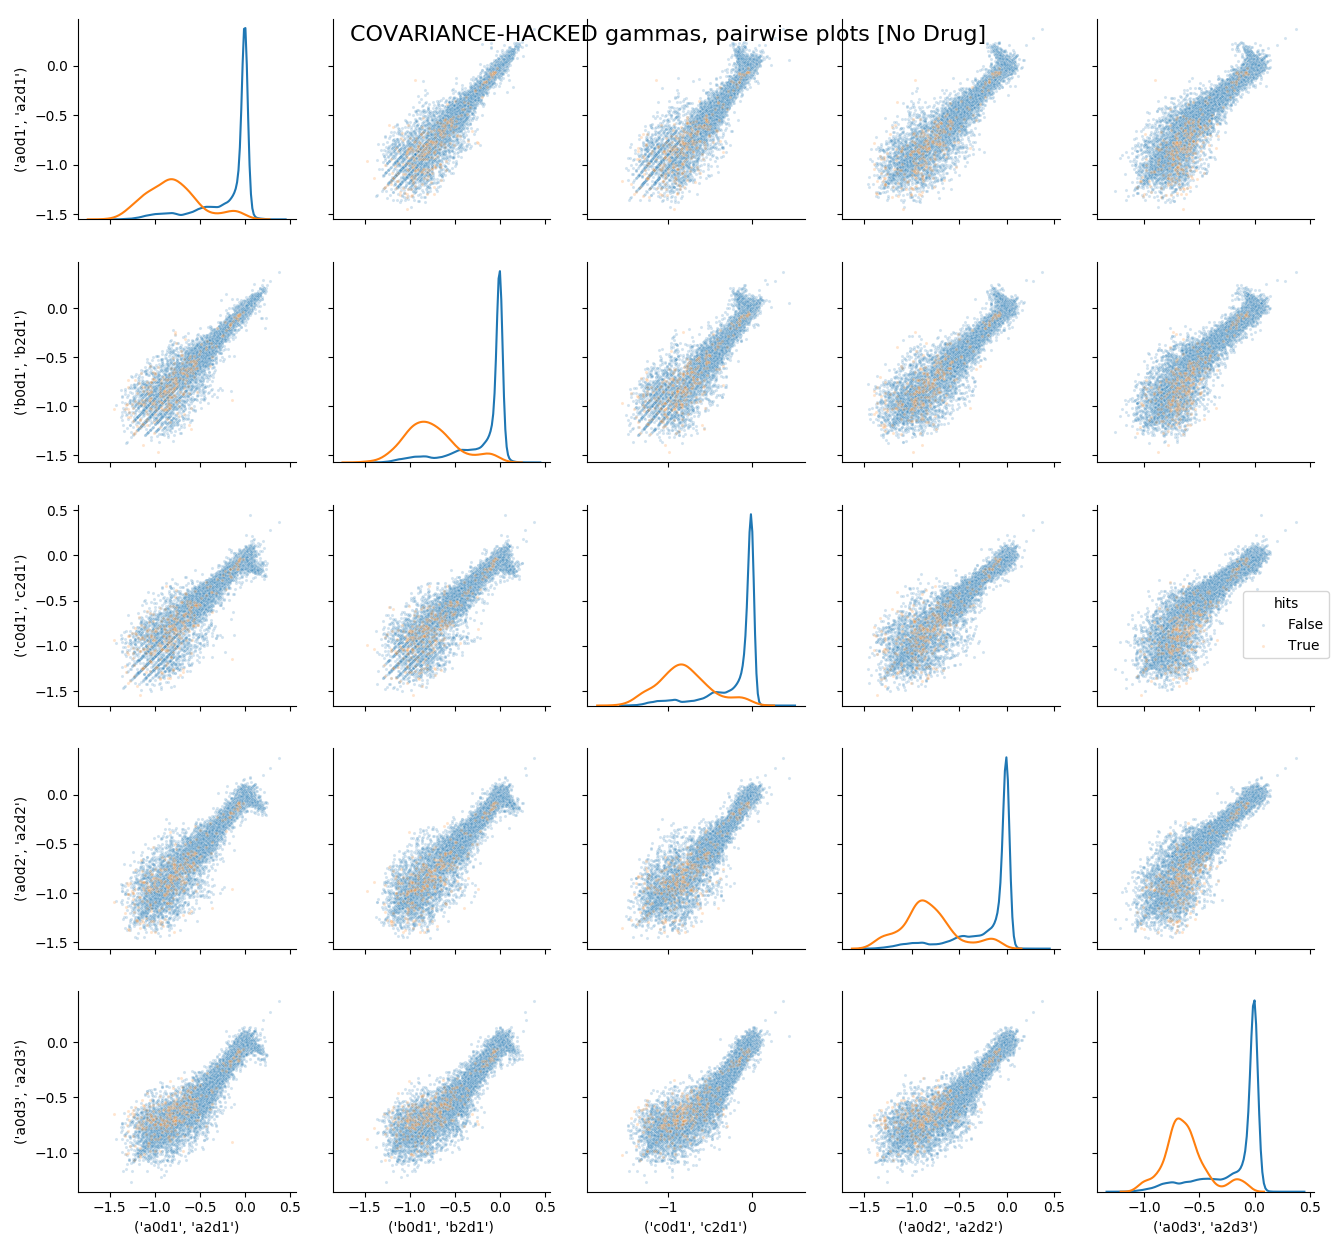 COVARIANCE-HACKED gammas, pairwise plots [No Drug]
('a0d1', 'a2d1')
0.0
−0.5
−1.0
−1.5
('b0d1', 'b2d1')
0.0
−0.5
−1.0
−1.5
('c0d1', 'c2d1')
0.5
0.0
−0.5
−1.0
−1.5
hits
False
True
('a0d2', 'a2d2')
0.0
−0.5
−1.0
−1.5
('a0d3', 'a2d3')
0.0
−0.5
−1.0
−1.5 −1.0 −0.5 0.0 0.5
−1.5 −1.0 −0.5 0.0 0.5
−1 0
−1.5 −1.0 −0.5 0.0 0.5
−1.0 −0.5 0.0 0.5
('a0d1', 'a2d1')
('b0d1', 'b2d1')
('c0d1', 'c2d1')
('a0d2', 'a2d2')
('a0d3', 'a2d3')